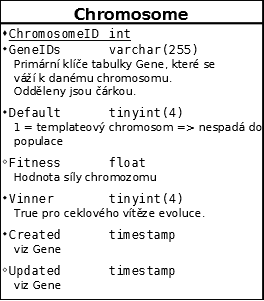 Chromosome
ChromosomeID int
GeneIDs varchar(255)
Primární klíče tabulky Gene, které se
váží k danému chromosomu.
Odděleny jsou čárkou.
Default tinyint(4)
1 = templateový chromosom => nespadá do
populace
Fitness float
Hodnota síly chromozomu
Vinner tinyint(4)
True pro ceklového vítěze evoluce.
Created timestamp
viz Gene
Updated timestamp
viz Gene